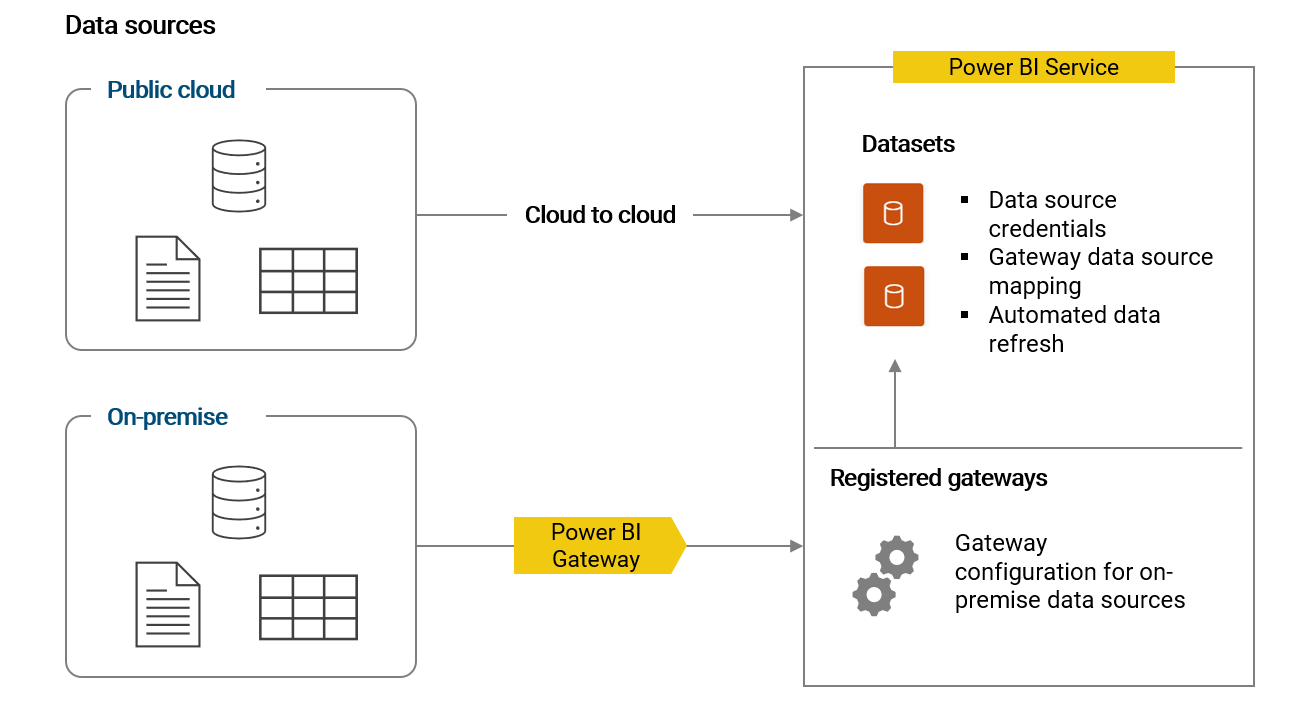 Data sources
Public cloud
Cloud to cloud
Power BI Service
Datasets
▪ Data source
credentials
▪ Gateway data source
mapping
▪ Automated data
refresh
On-premise
Power BI
Gateway
Registered gateways
Gateway
configuration for on-
premise data sources